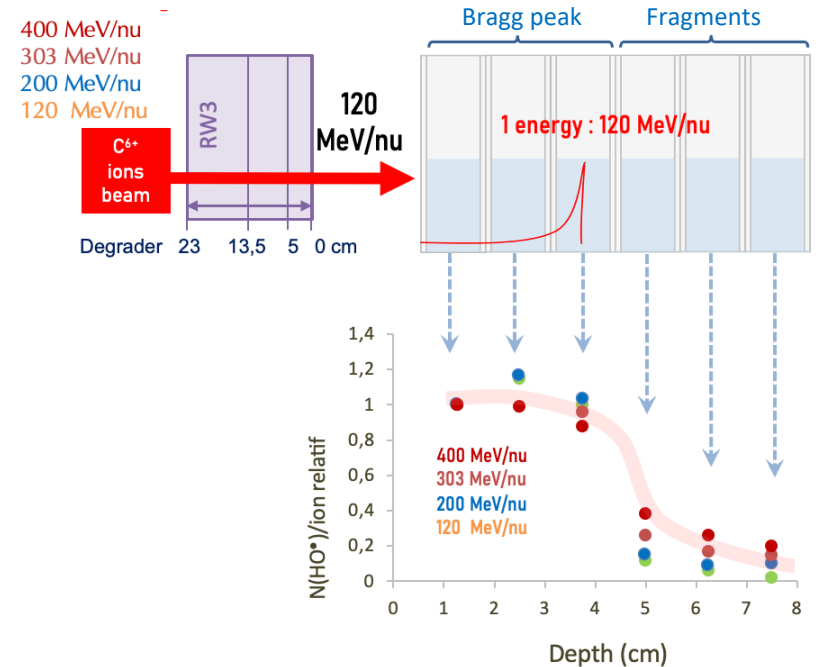 Bragg peak
Fragments
400 MeV/nu
303 MeV/nu
200 MeV/nu
120 MeV/nu
C6+
ions
beam
RW3
120
MeV/nu
1 energy : 120 MeV/nu
Degrader 23 13,5 5 0 cm
1,4
1,2
1
0,8
0,6
0,4
0,2
0
N(HO•)/ion relatif
400 MeV/nu
303 MeV/nu
200 MeV/nu
120 MeV/nu
0 1 2 3 4 5 6 7 8
Depth (cm)